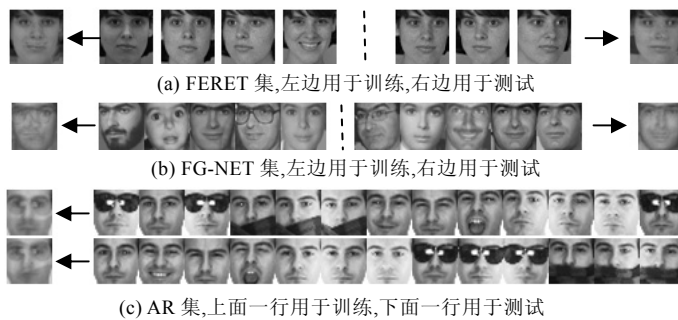 (a) FERET 集,左边用于训练,右边用于测试
(b) FG-NET 集,左边用于训练,右边用于测试
(c) AR 集,上面一行用于训练,下面一行用于测试